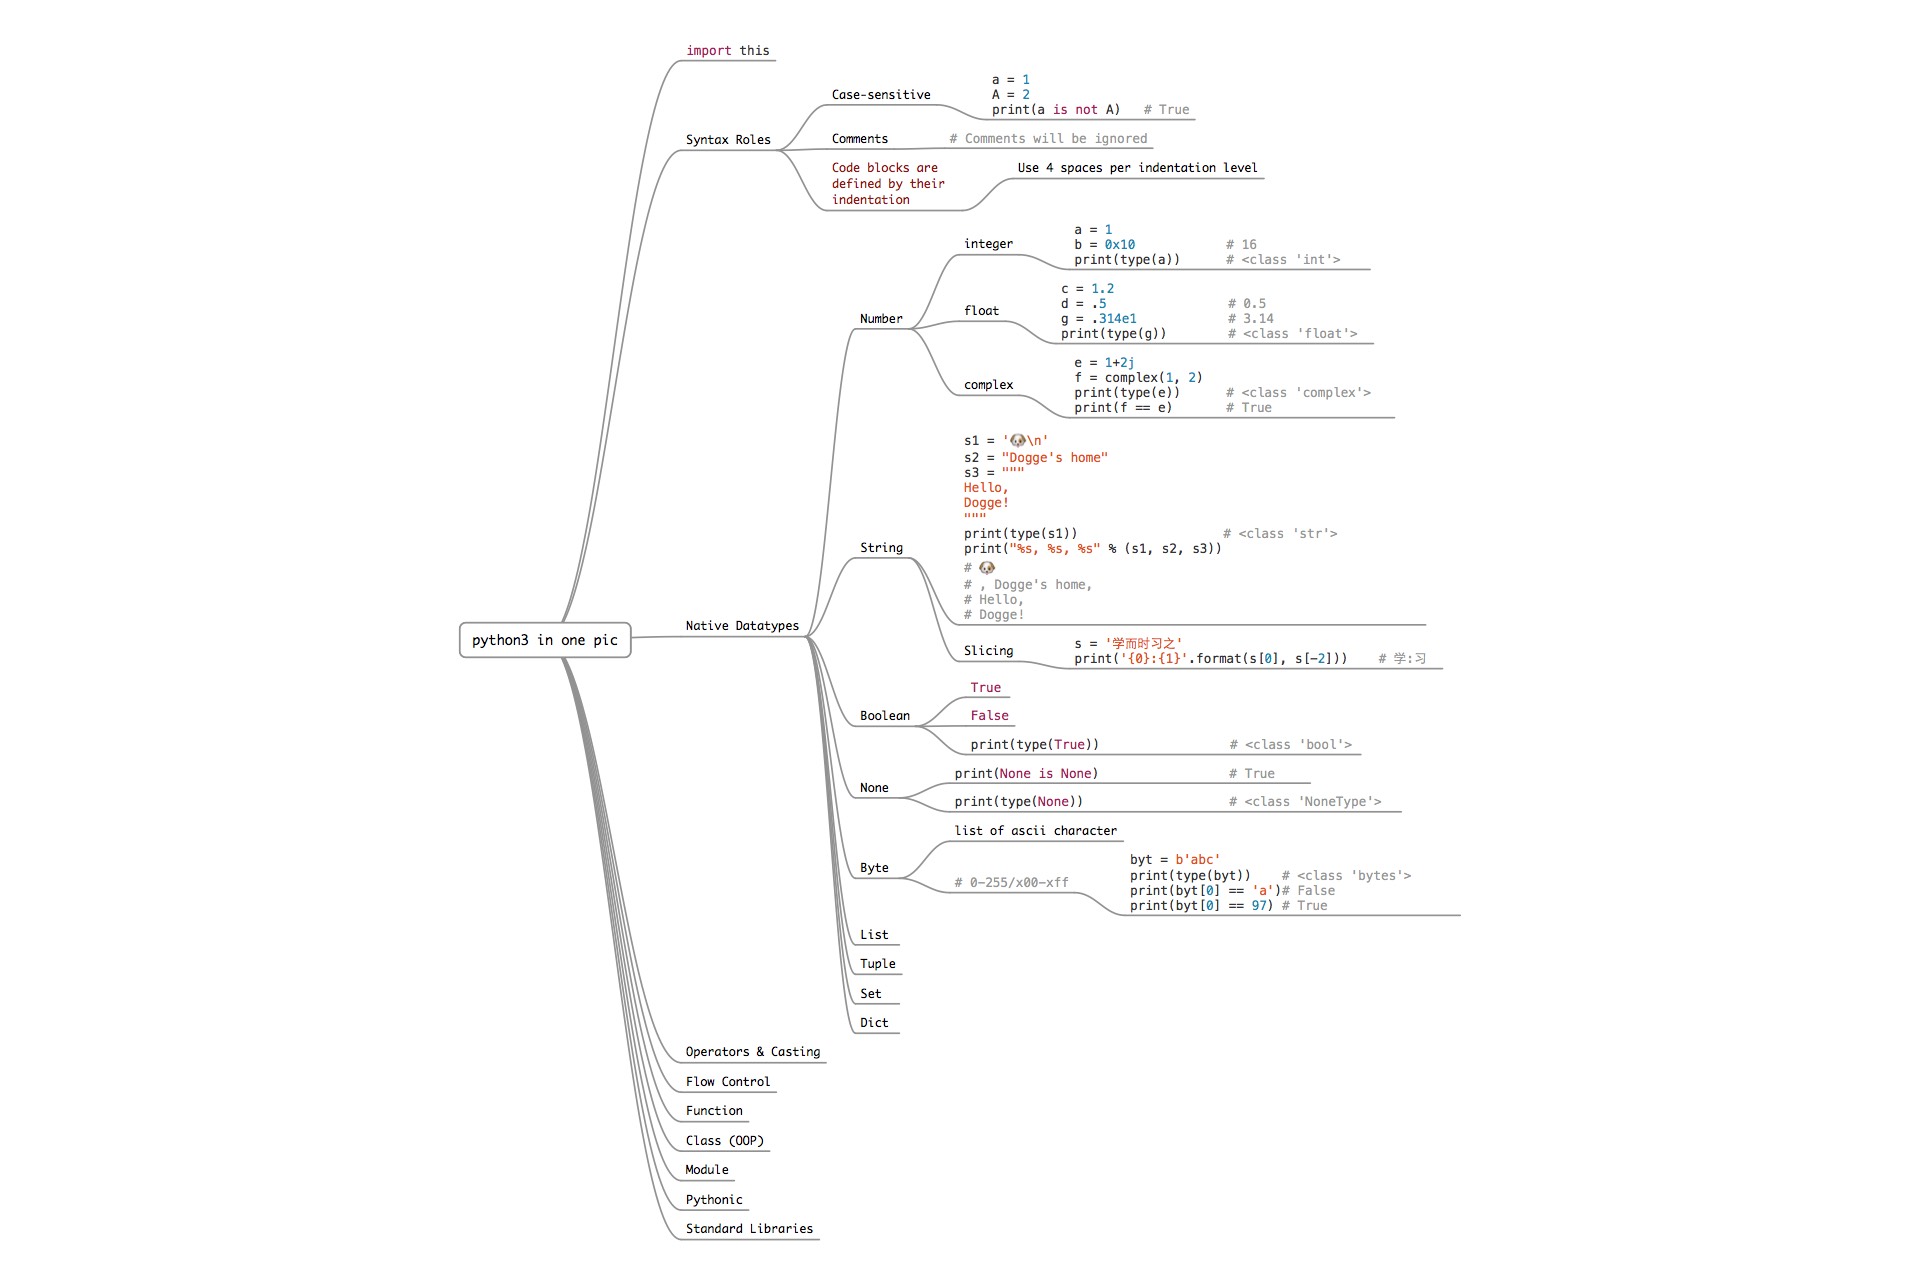 import this
Syntax Roles
Case-sensitive
a = 1
A = 2
print(a is not A)   # True
Comments
# Comments will be ignored
Code blocks are
defined by their
indentation
Use 4 spaces per indentation level
python3 in one pic
Native Datatypes
Number
integer
a = 1
b = 0x10            # 16
print(type(a))      # <class 'int'>
float
c = 1.2
d = .5                # 0.5
g = .314e1            # 3.14
print(type(g))        # <class 'float'>
complex
e = 1+2j
f = complex(1, 2)
print(type(e))      # <class 'complex'>
print(f == e)       # True
String
s1 = '🐶\n'
s2 = "Dogge's home"
s3 = """
Hello,
Dogge!
"""
print(type(s1))                   # <class 'str'>
print("%s, %s, %s" % (s1, s2, s3))
# 🐶
# , Dogge's home,
# Hello,
# Dogge!
Slicing
s = '学而时习之'
print('{0}:{1}'.format(s[0], s[-2]))    # 学:习
Boolean
True
False
print(type(True))                 # <class 'bool'>
None
print(None is None)                 # True
print(type(None))                   # <class 'NoneType'>
Byte
list of ascii character
# 0-255/x00-xff
byt = b'abc'
print(type(byt))    # <class 'bytes'>
print(byt[0] == 'a')# False
print(byt[0] == 97) # True
List
Tuple
Set
Dict
Operators & Casting
Flow Control
Function
Class (OOP)
Module
Pythonic
Standard Libraries